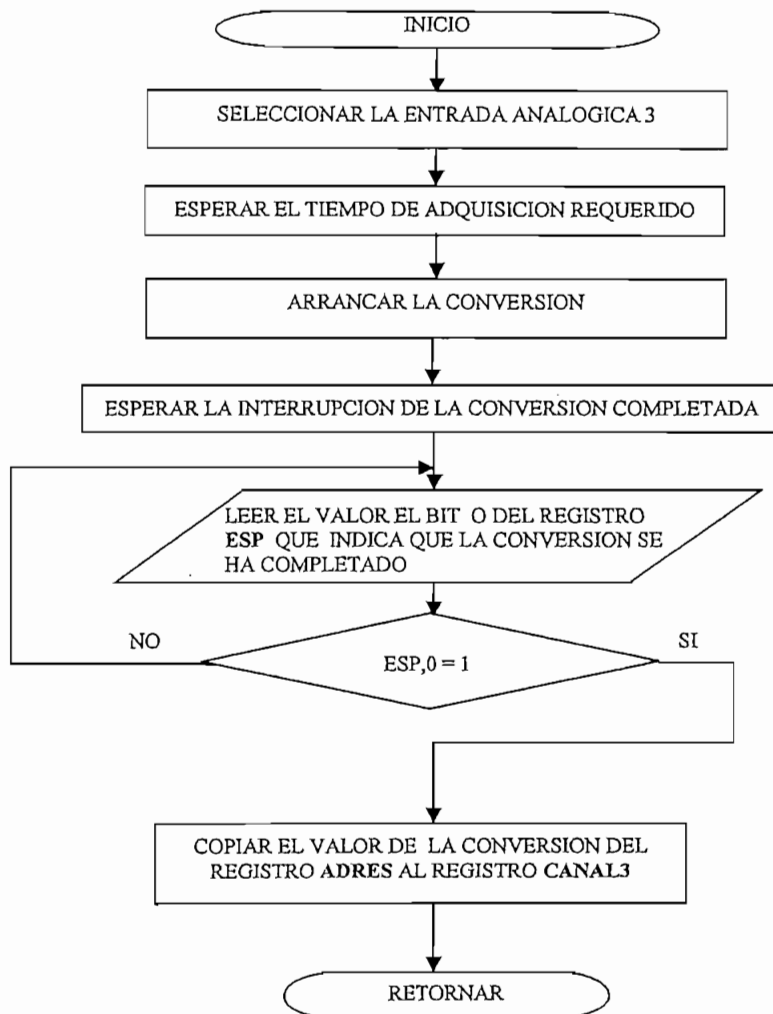 INICIO
SELECCIONAR LA ENTRADA ANALOGICA 3
ESPERAR EL TIEMPO DE ADQUISICION REQUERIDO
ARRANCAR LA CONVERSION
ESPERAR LA INTERRUPCION DE LA CONVERSION COMPLETADA
LEER EL VALOR EL BIT O DEL REGISTRO
ESP QUE INDICA QUE LA CONVERSION SE
HA COMPLETADO
NO
SI
ESP,0 = 1
COPIAR EL VALOR DE LA CONVERSION DEL
REGISTRO ADRES AL REGISTRO CANAL3
RETORNAR